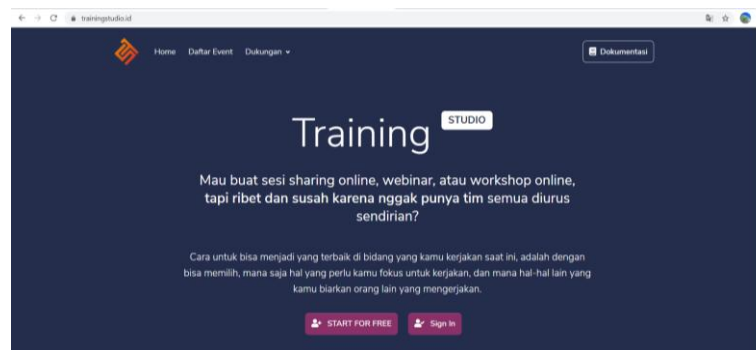 trainingstudio.id
Home Daftar Event Dukungan
Dokumentasi
Training STUDIO
Mau buat sesi sharing online, webinar, atau workshop online,
tapi ribet dan susah karena nggak punya tim semua diurus
sendirian?
Cara untuk bisa menjadi yang terbaik di bidang yang kamu kerjakan saat ini, adalah dengan
bisa memilih, mana saja hal yang perlu kamu fokus untuk kerjakan, dan mana hal-hal lain yang
kamu biarkan orang lain yang mengerjakan.
START FOR FREE Sign In